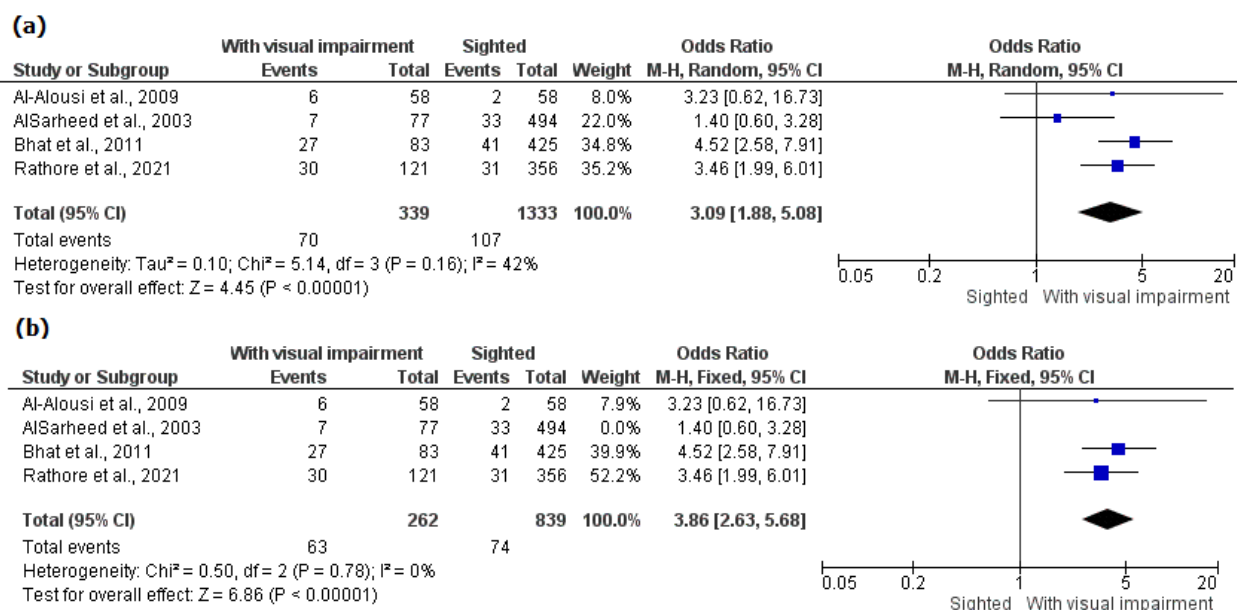 (a)
With visual impairment Sighted Odds Ratio Odds Ratio
Study or Subgroup Events Total Events Total Weight M-H, Random, 95% CI M-H, Random, 95% CI
Al-Alousi et al., 2009 6 58 2 58 8.0% 3.23 [0.62, 16.73]
AlSarheed et al., 2003 7 77 33 494 22.0% 1.40 [0.60, 3.28]
Bhat et al., 2011 27 83 41 425 34.8% 4.52 [2.58, 7.91]
Rathore et al., 2021 30 121 31 356 35.2% 3.46 [1.99, 6.01]
Total (95% CI) 339 1333 100.0% 3.09 [1.88, 5.08]
Total events 70 107
Heterogeneity: Tau² = 0.10; Chi² = 5.14, df = 3 (P = 0.16); I² = 42%
Test for overall effect: Z = 4.45 (P < 0.00001)
0.05 0.2 1 5 20
Sighted With visual impairment
(b)
With visual impairment Sighted Odds Ratio Odds Ratio
Study or Subgroup Events Total Events Total Weight M-H, Fixed, 95% CI M-H, Fixed, 95% CI
Al-Alousi et al., 2009 6 58 2 58 7.9% 3.23 [0.62, 16.73]
AlSarheed et al., 2003 7 77 33 494 0.0% 1.40 [0.60, 3.28]
Bhat et al., 2011 27 83 41 425 39.9% 4.52 [2.58, 7.91]
Rathore et al., 2021 30 121 31 356 52.2% 3.46 [1.99, 6.01]
Total (95% CI) 262 839 100.0% 3.86 [2.63, 5.68]
Total events 63 74
Heterogeneity: Chi² = 0.50, df = 2 (P = 0.78); I² = 0%
Test for overall effect: Z = 6.86 (P < 0.00001)
0.05 0.2 1 5 20
Sighted With visual impairment